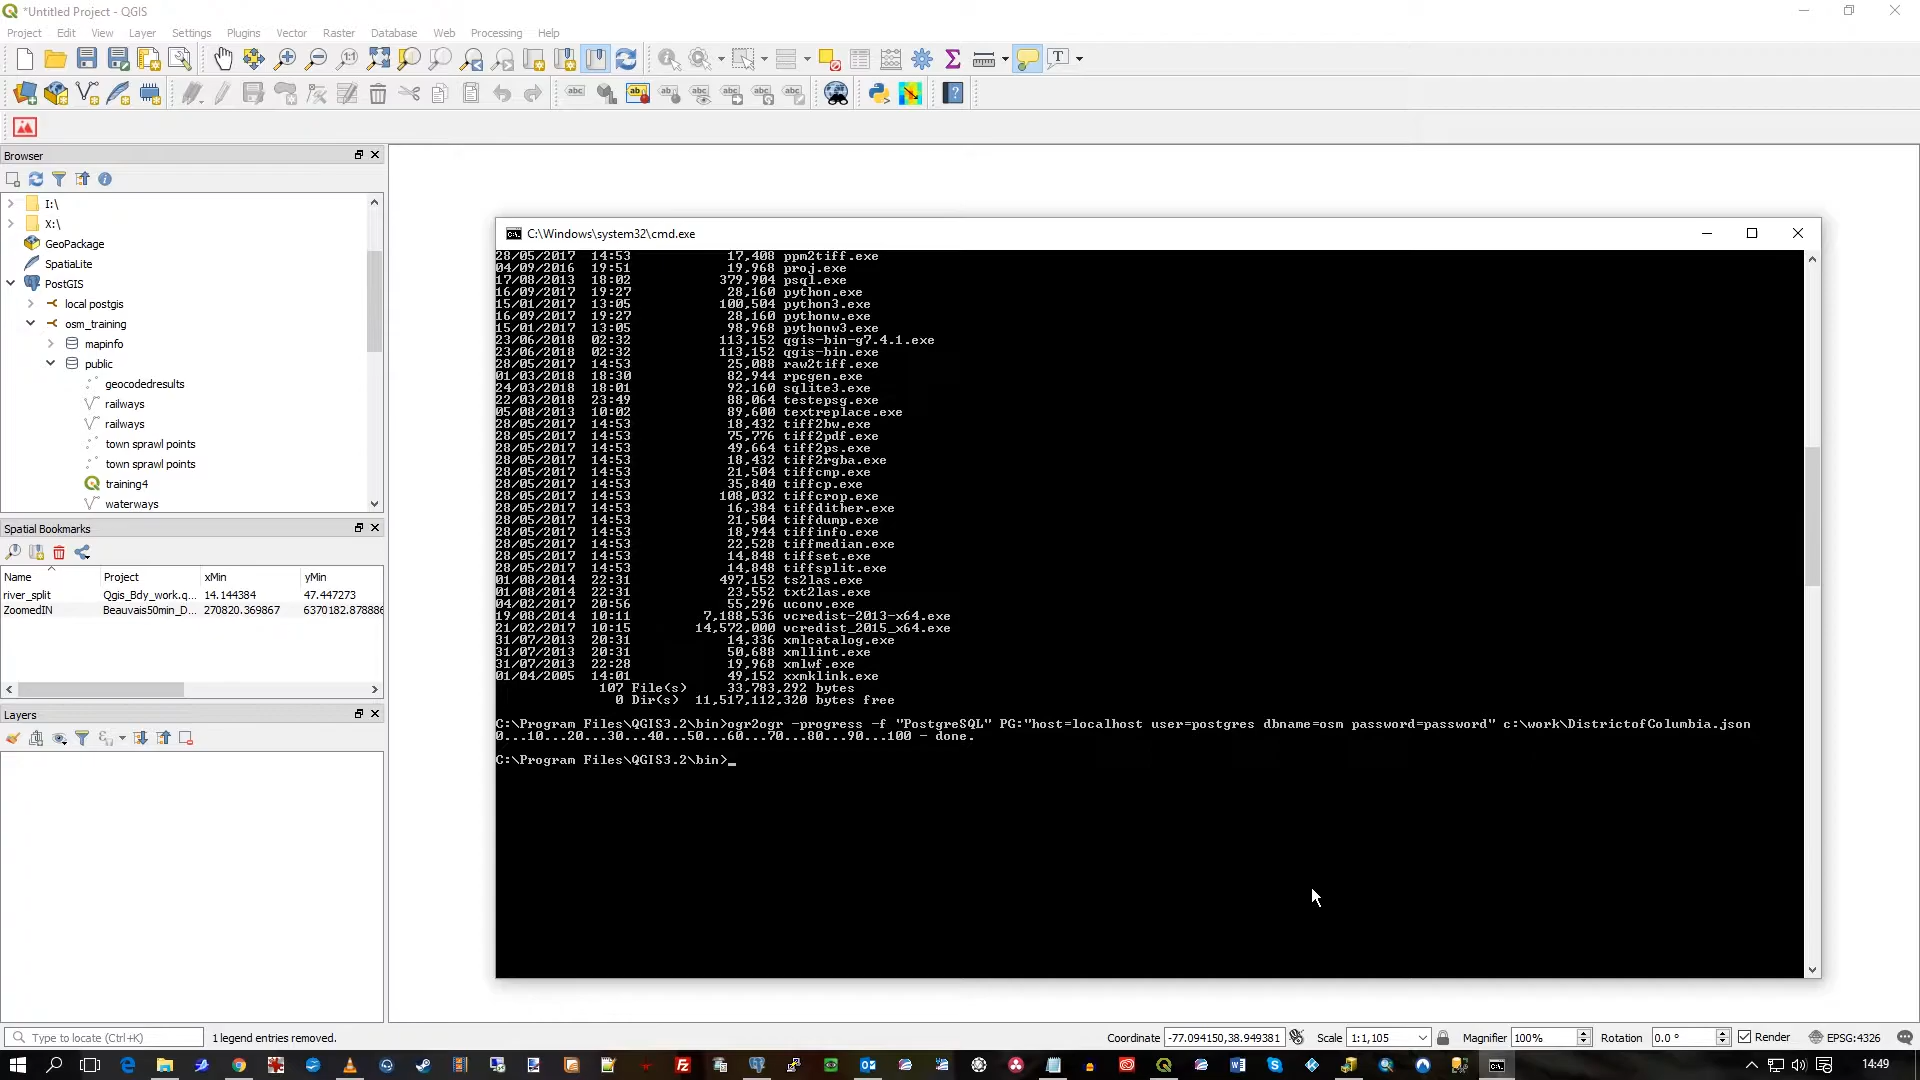 *Untitled Project - QGIS
Project Edit View Layer Settings Plugins Vector Raster Database Web Processing Help
Browser
I:\
X:\
GeoPackage
SpatiaLite
PostGIS
local postgis
osm_training
mapinfo
public
geocodedresults
railways
railways
town sprawl points
town sprawl points
training4
waterways
Spatial Bookmarks
Name Project xMin yMin
river_split Qgis_Bdy_work.q... 14.144384 47.447273
ZoomedIN Beauvais50min_D... 270820.369867 6370182.878886
Layers
C:\Windows\system32\cmd.exe
28/05/2017 14:53 17,408 ppm2tiff.exe
04/09/2016 19:51 19,968 proj.exe
17/08/2013 18:02 379,904 psql.exe
16/09/2017 19:27 28,160 python.exe
15/01/2017 13:05 100,504 python3.exe
16/09/2017 19:27 28,160 pythonw.exe
15/01/2017 13:05 98,968 pythonw3.exe
23/06/2018 02:32 113,152 qgis-bin-g7.4.1.exe
23/06/2018 02:32 113,152 qgis-bin.exe
28/05/2017 14:53 25,088 raw2tiff.exe
01/03/2018 18:30 82,944 rpcgen.exe
24/03/2018 18:01 92,160 sqlite3.exe
22/03/2018 23:49 88,064 testepsg.exe
05/08/2013 10:02 89,600 textreplace.exe
28/05/2017 14:53 18,432 tiff2bw.exe
28/05/2017 14:53 75,776 tiff2pdf.exe
28/05/2017 14:53 49,664 tiff2ps.exe
28/05/2017 14:53 18,432 tiff2rgba.exe
28/05/2017 14:53 21,504 tiffcmp.exe
28/05/2017 14:53 35,840 tiffcp.exe
28/05/2017 14:53 108,032 tiffcrop.exe
28/05/2017 14:53 16,384 tiffdither.exe
28/05/2017 14:53 21,504 tiffdump.exe
28/05/2017 14:53 18,944 tiffinfo.exe
28/05/2017 14:53 22,528 tiffmedian.exe
28/05/2017 14:53 14,848 tiffset.exe
28/05/2017 14:53 14,848 tiffsplit.exe
01/08/2014 22:31 497,152 ts2las.exe
01/08/2014 22:31 23,552 txt2las.exe
04/02/2017 20:56 55,296 uconv.exe
19/08/2014 10:11 7,188,536 vcredist-2013-x64.exe
21/02/2017 10:15 14,572,000 vcredist_2015_x64.exe
31/07/2013 20:31 14,336 xmlcatalog.exe
31/07/2013 20:31 50,688 xmllint.exe
31/07/2013 22:28 19,968 xmlwf.exe
01/04/2005 14:01 49,152 xxmklink.exe
107 File(s) 33,783,292 bytes
0 Dir(s) 11,517,112,320 bytes free
C:\Program Files\QGIS3.2\bin>ogr2ogr -progress -f "PostgreSQL" PG:"host=localhost user=postgres dbname=osm password=password" c:\work\DistrictofColumbia.json
0...10...20...30...40...50...60...70...80...90...100 - done.
C:\Program Files\QGIS3.2\bin>_
Type to locate (Ctrl+K) 1 legend entries removed. Coordinate -77.094150,38.949381 Scale 1:1,105 Magnifier 100% Rotation 0.0 ° Render EPSG:4326
14:49